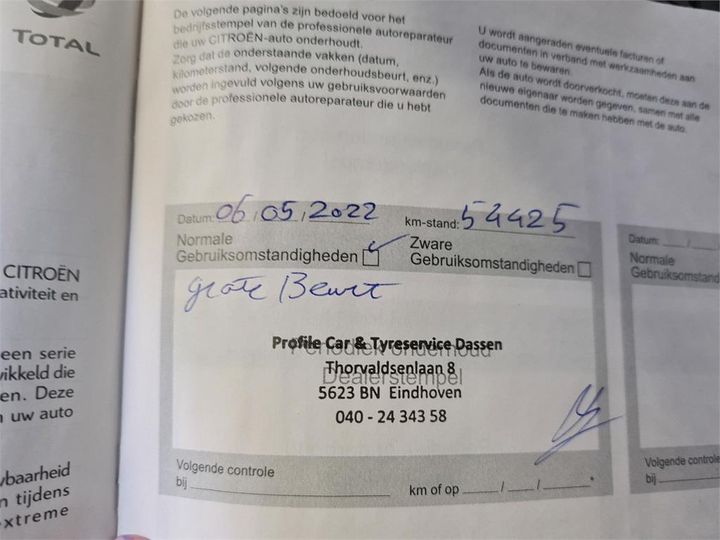 TOTAL
De volgende pagina's zijn bedoeld voor het
bedrijfsstempel van de professionele autoreparateur
die uw CITROËN-auto onderhoudt.
Zorg dat de onderstaande vakken (datum,
kilometerstand, volgende onderhoudsbeurt, enz.)
worden ingevuld volgens uw gebruiksvoorwaarden
door de professionele autoreparateur die u hebt
gekozen.
U wordt aangeraden eventuele facturen of
documenten in verband met werkzaamheden aan
uw auto te bewaren.
Als de auto wordt doorverkocht, moeten deze aan de
nieuwe eigenaar worden gegeven, samen met alle
documenten die te maken hebben met de auto.
Datum: 06/05/2022 km-stand: 54425
Normale
Gebruiksomstandigheden
Zware
Gebruiksomstandigheden
grote Beurt
Periodiek onderhoud
Dealerstempel
Profile Car & Tyreservice Dassen
Thorvaldsenlaan 8
5623 BN Eindhoven
040 - 24 343 58
Volgende controle
bij km of op / / *
Datum: /
Normale
Gebruiksomstand
Volgende controle
bij
CITROËN
ativiteit en
een serie
vikkeld die
en. Deze
uw auto
vbaarheid
n tijdens
extreme